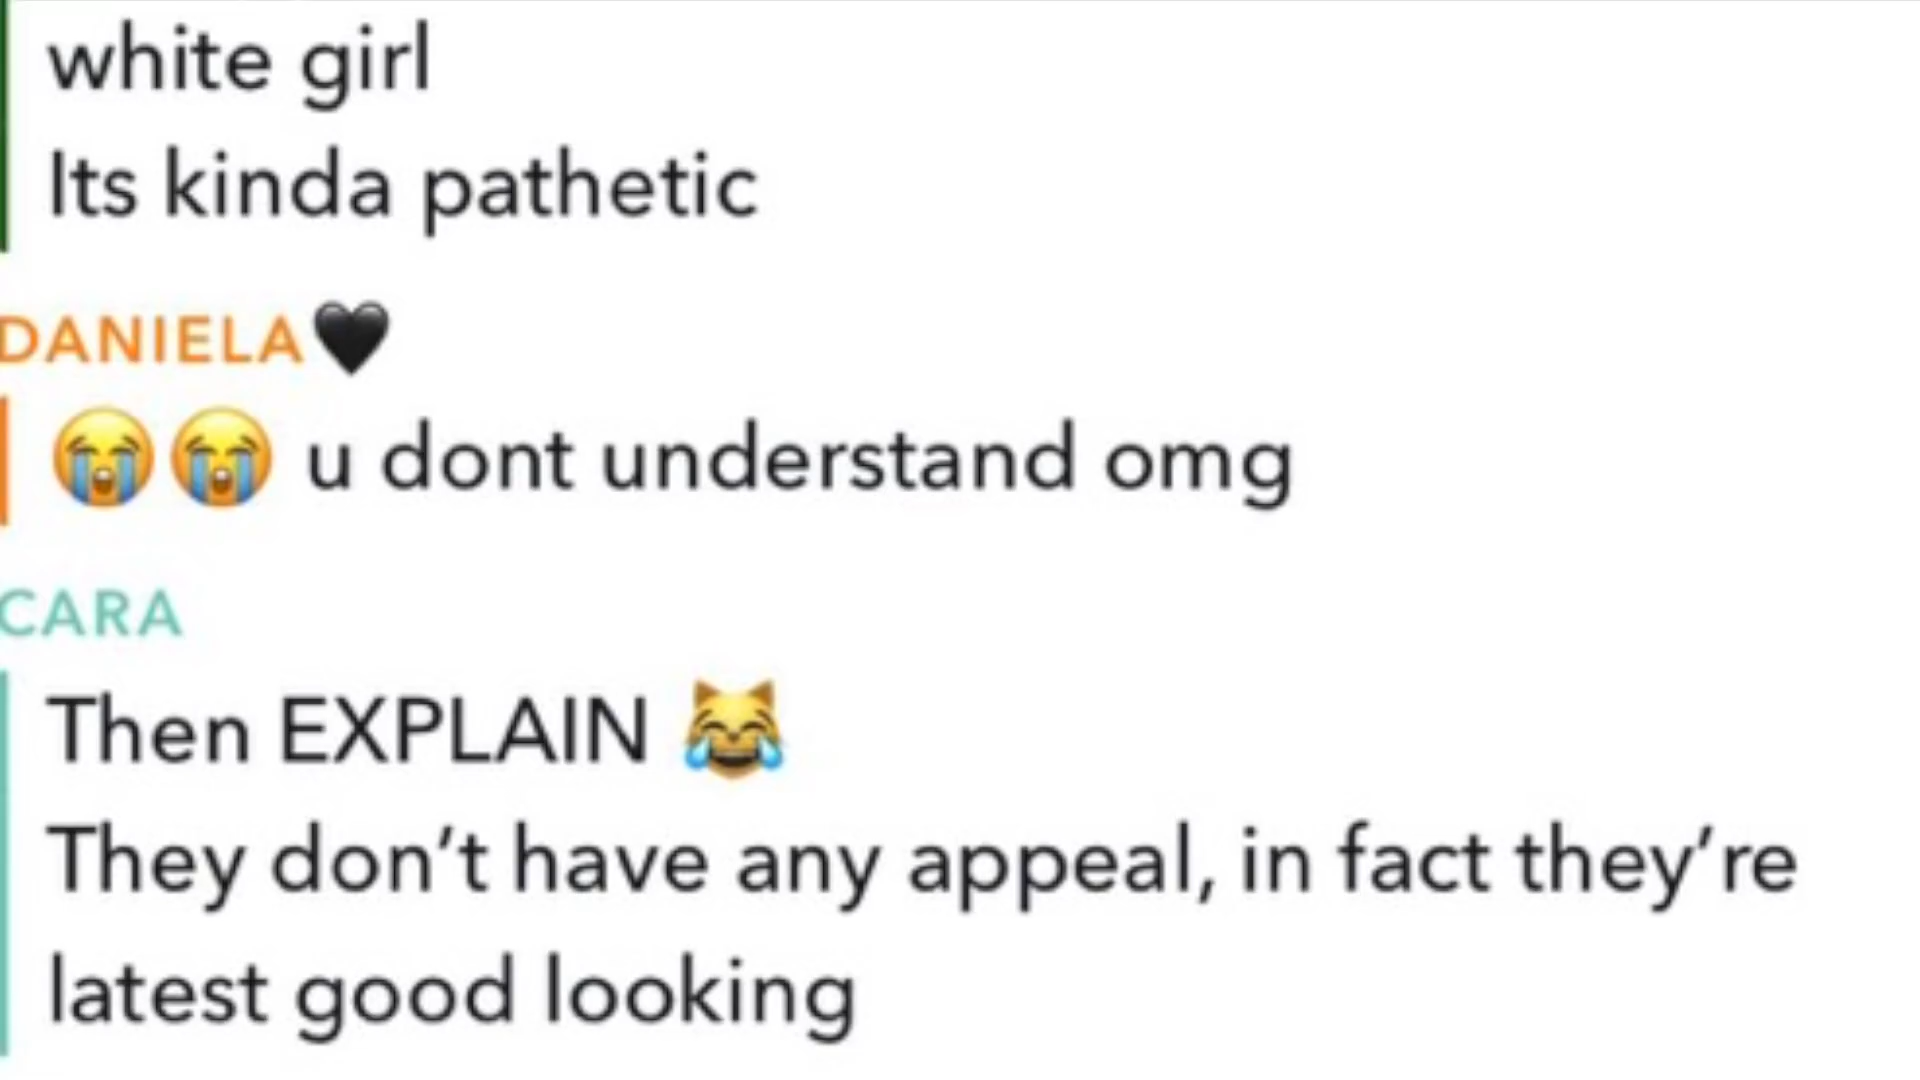 white girl
Its kinda pathetic
DANIELA🖤
😭😭 u dont understand omg
CARA
Then EXPLAIN 😹
They don’t have any appeal, in fact they’re
latest good looking